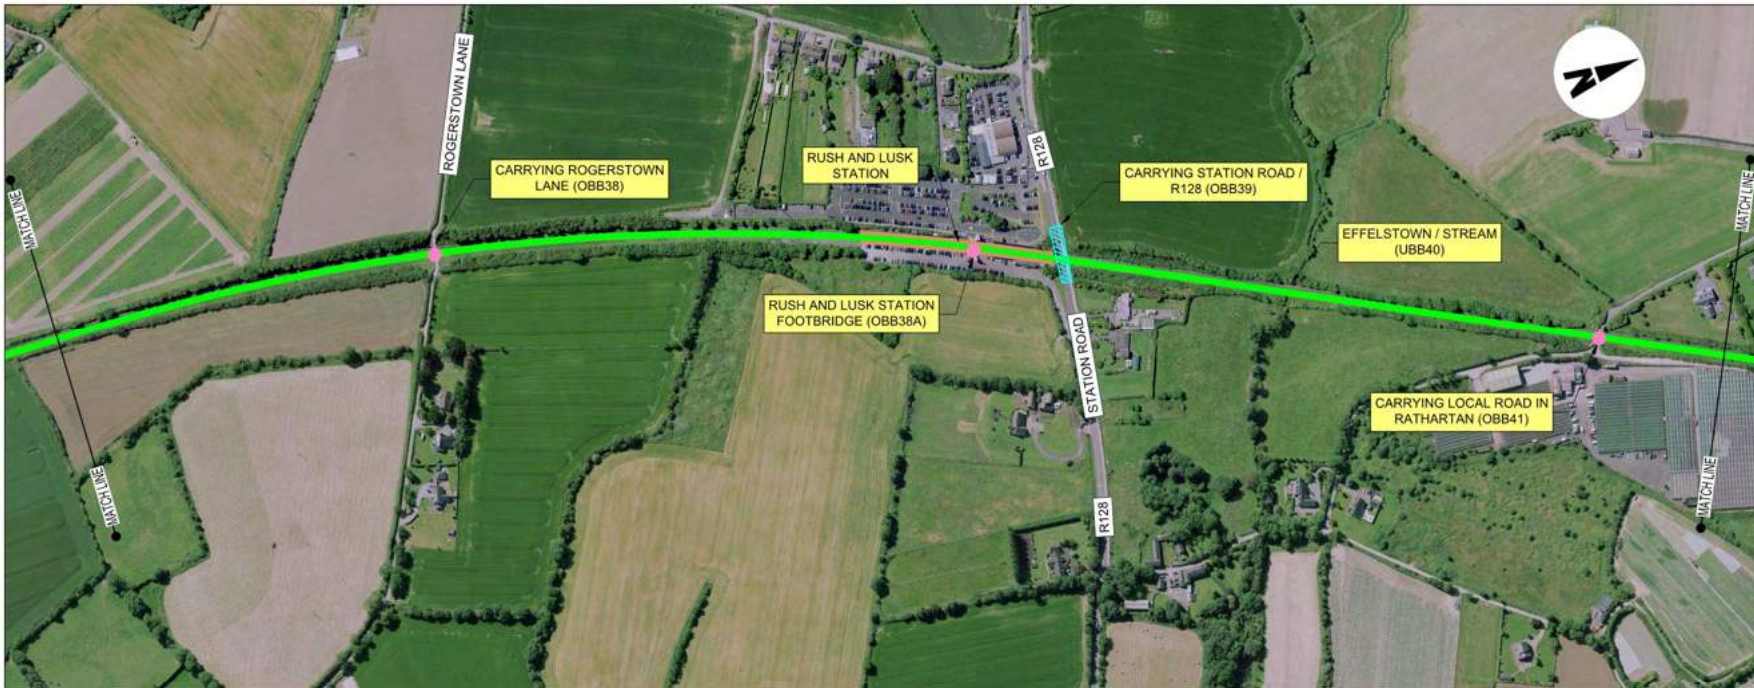 ROGERSTOWN LANE
CARRYING ROGERSTOWN
LANE (OBB38)
RUSH AND LUSK
STATION
R128
CARRYING STATION ROAD /
R128 (OBB39)
N
MATCH LINE
MATCH LINE
EFFELSTOWN / STREAM
(UBB40)
RUSH AND LUSK STATION
FOOTBRIDGE (OBB38A)
STATION ROAD
CARRYING LOCAL ROAD IN
RATHARTAN (OBB41)
MATCH LINE
R128
MATCH LINE